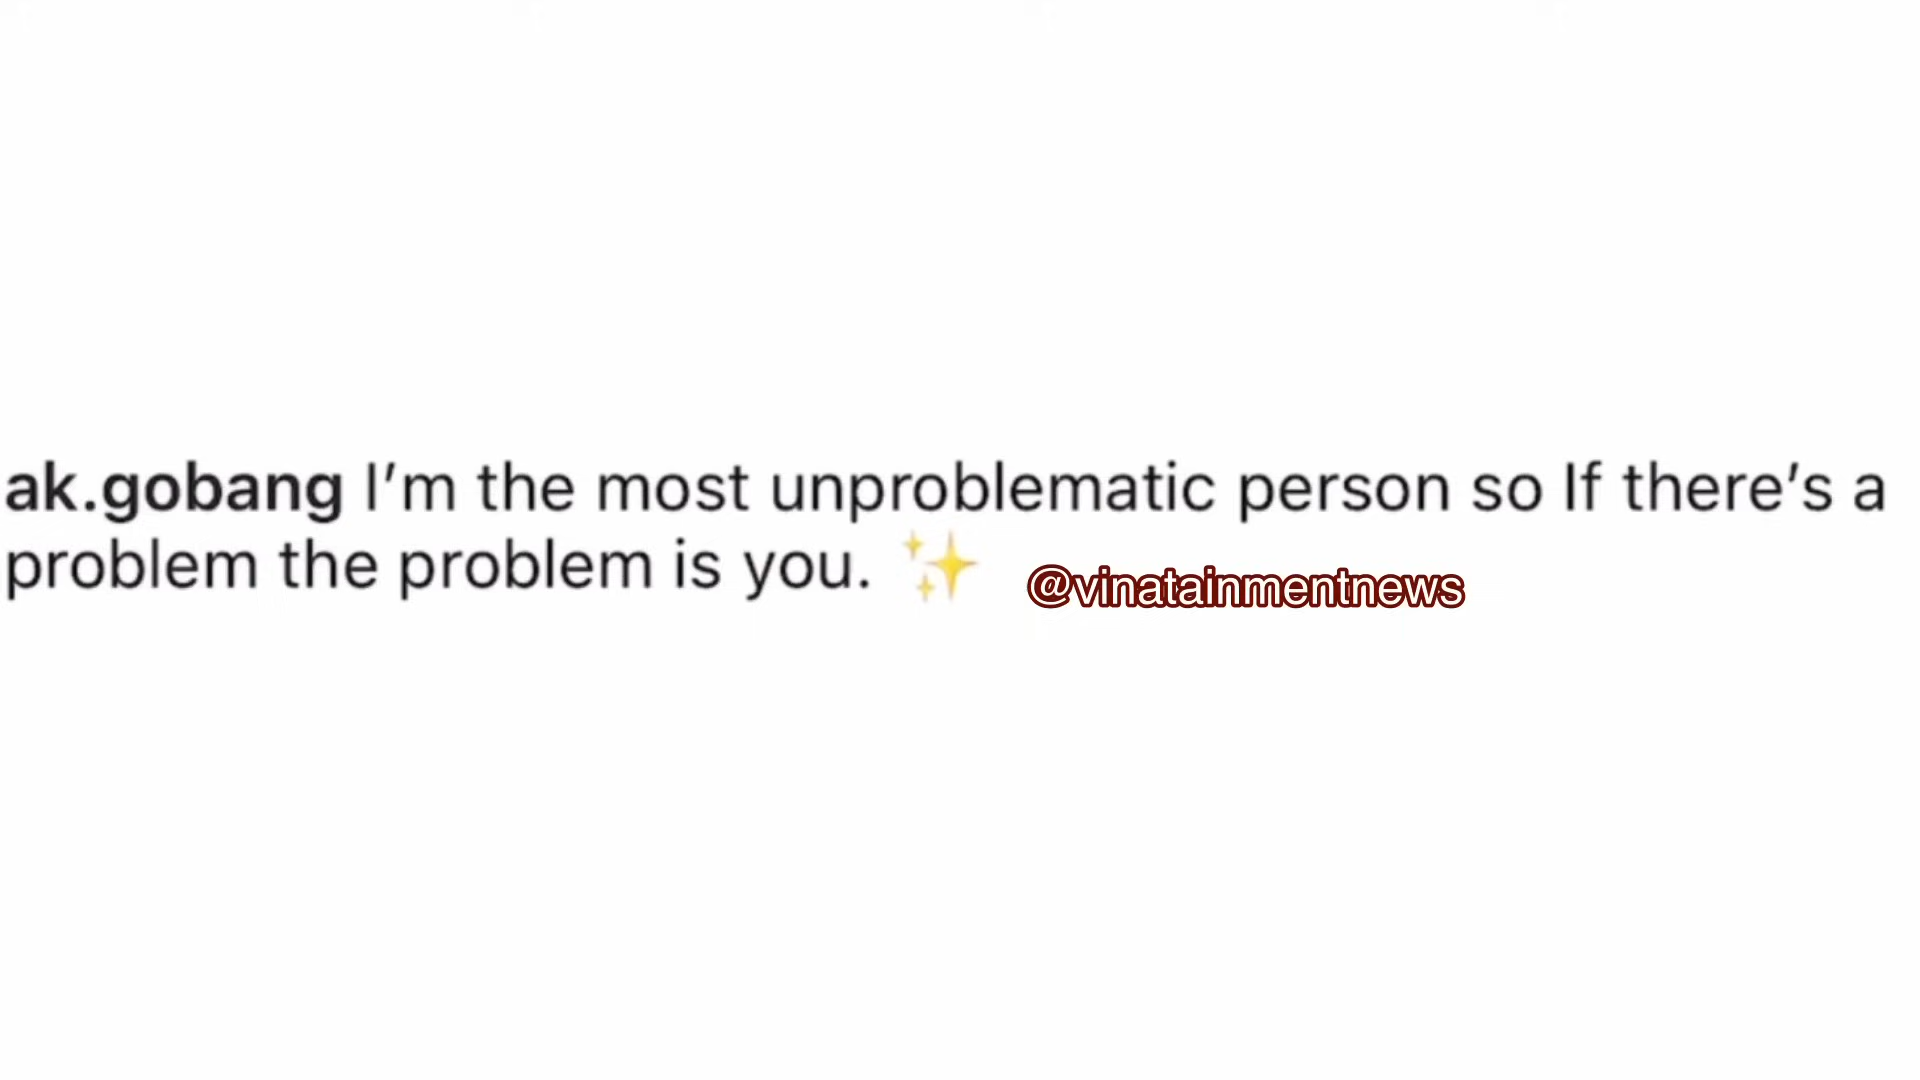 ak.gobang I’m the most unproblematic person so If there’s a
problem the problem is you. ✨
@vinatainmentnews